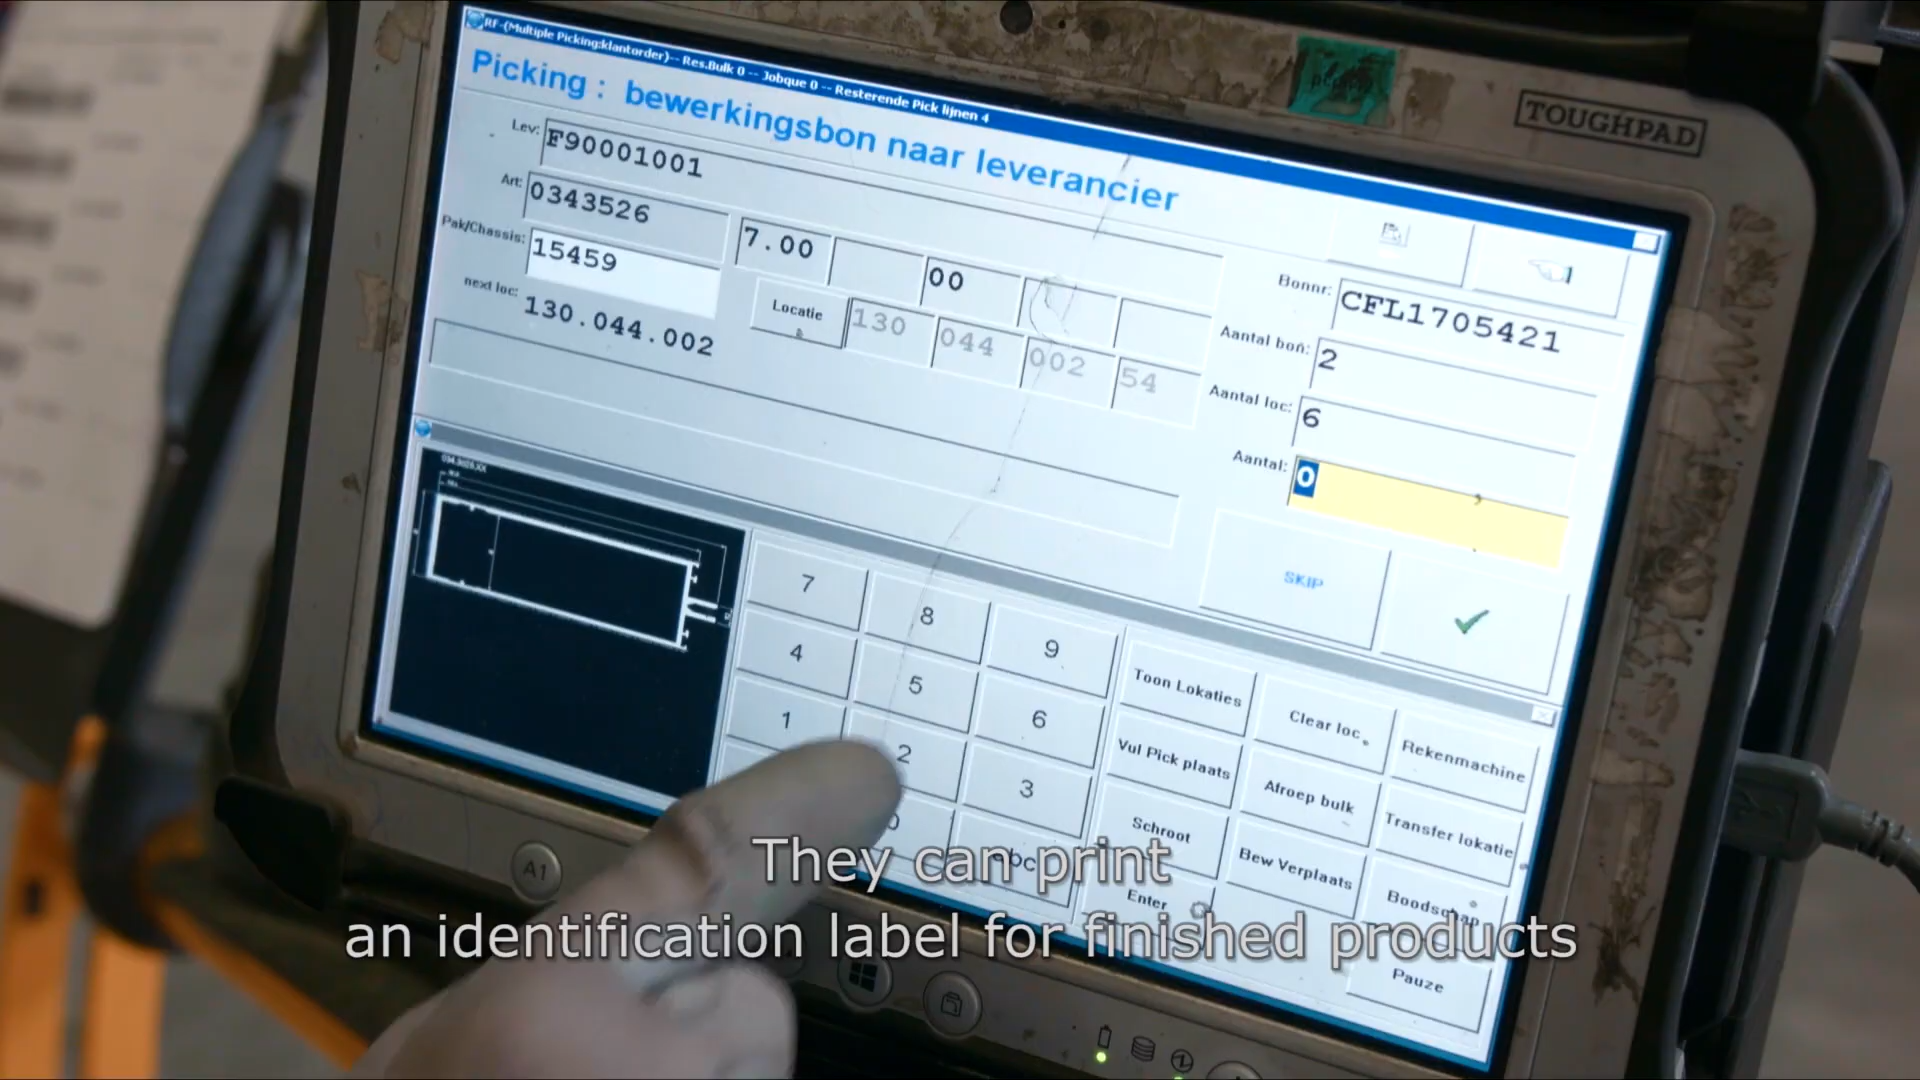 RF-(Multiple Picking:klantorder)-- Res.Bulk 0 -- Jobque 0 -- Resterende Pick lijnen 4
TOUGHPAD
Picking : bewerkingsbon naar leverancier
Lev: F90001001
Art: 0343526 7.00 00
Bonnr: CFL1705421
Pak/Chassis: 15459
Locatie 130 044 002 54
Aantal bon: 2
next loc: 130.044.002
Aantal loc: 6
Aantal: 0
SKIP
7 8 9
4 5 6
1 2 3
0 abc
Toon Lokaties Clear loc. Rekenmachine
Vul Pick plaats Afroep bulk Transfer lokatie
Schroot Bew Verplaats Boodschap
Enter Pauze
A1
They can print
an identification label for finished products